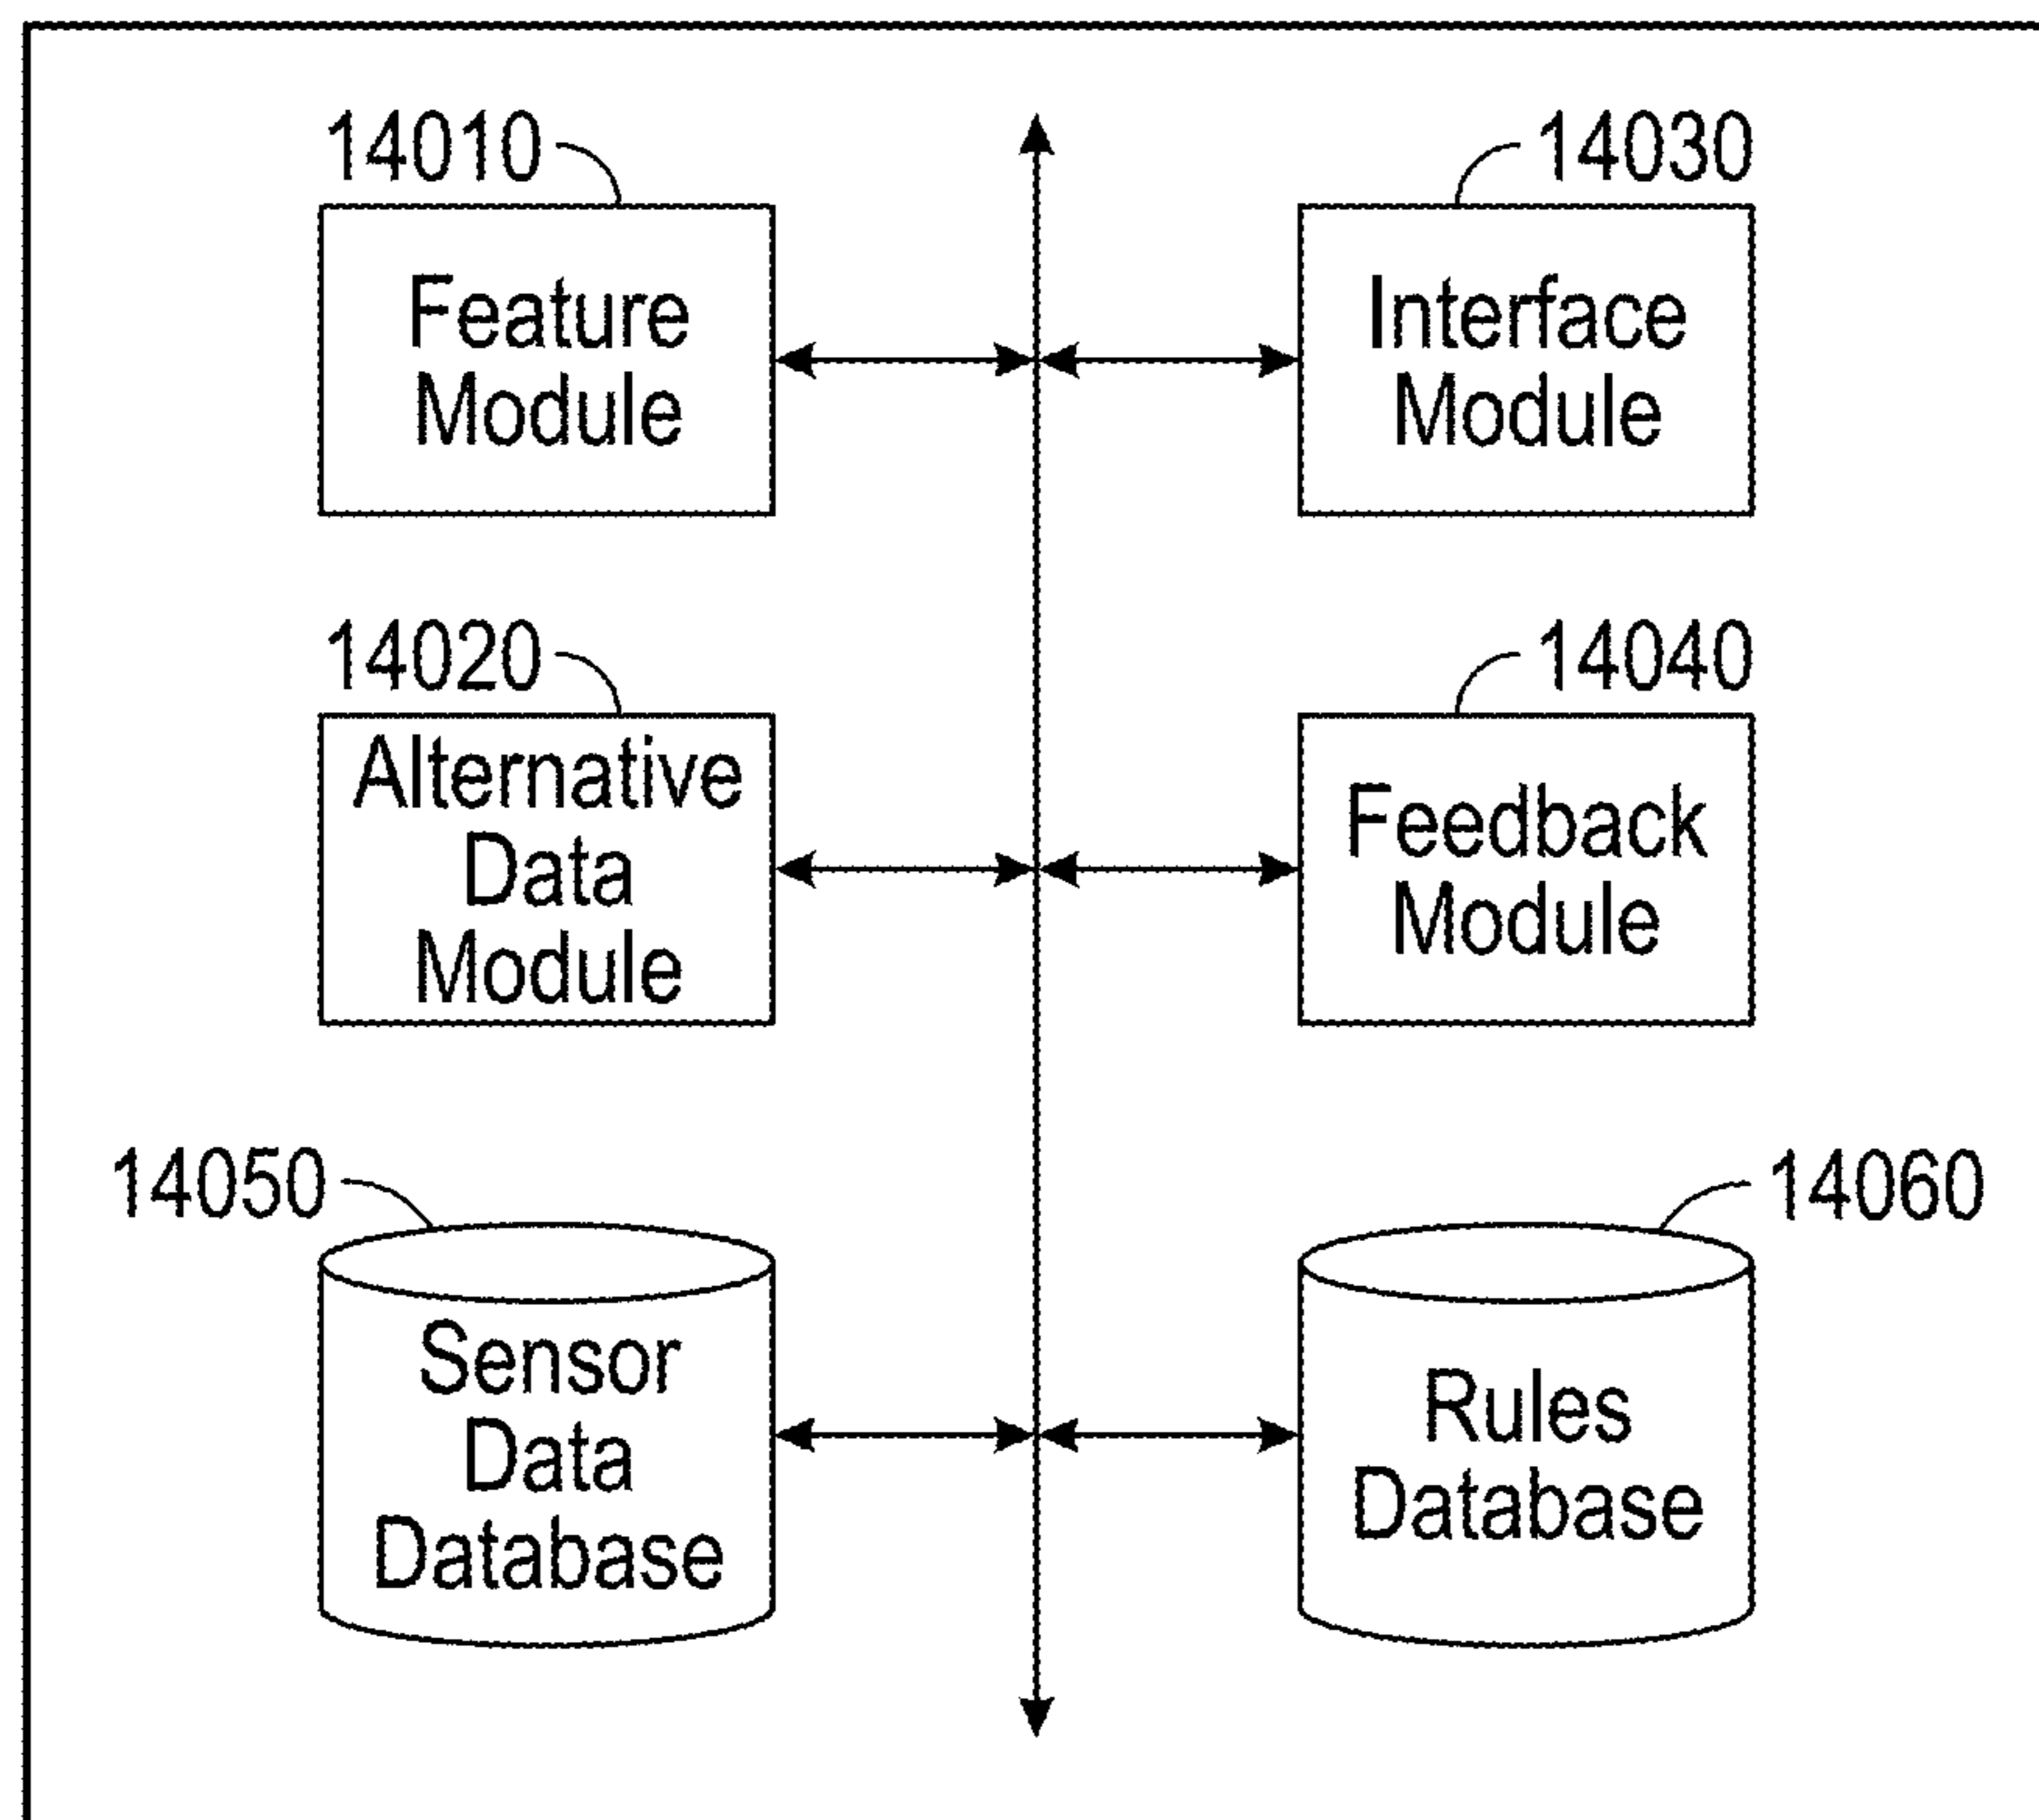 14010
Feature
Module
14030
Interface
Module
14020
Alternative
Data
Module
14040
Feedback
Module
14050
Sensor
Data
Database
14060
Rules
Database